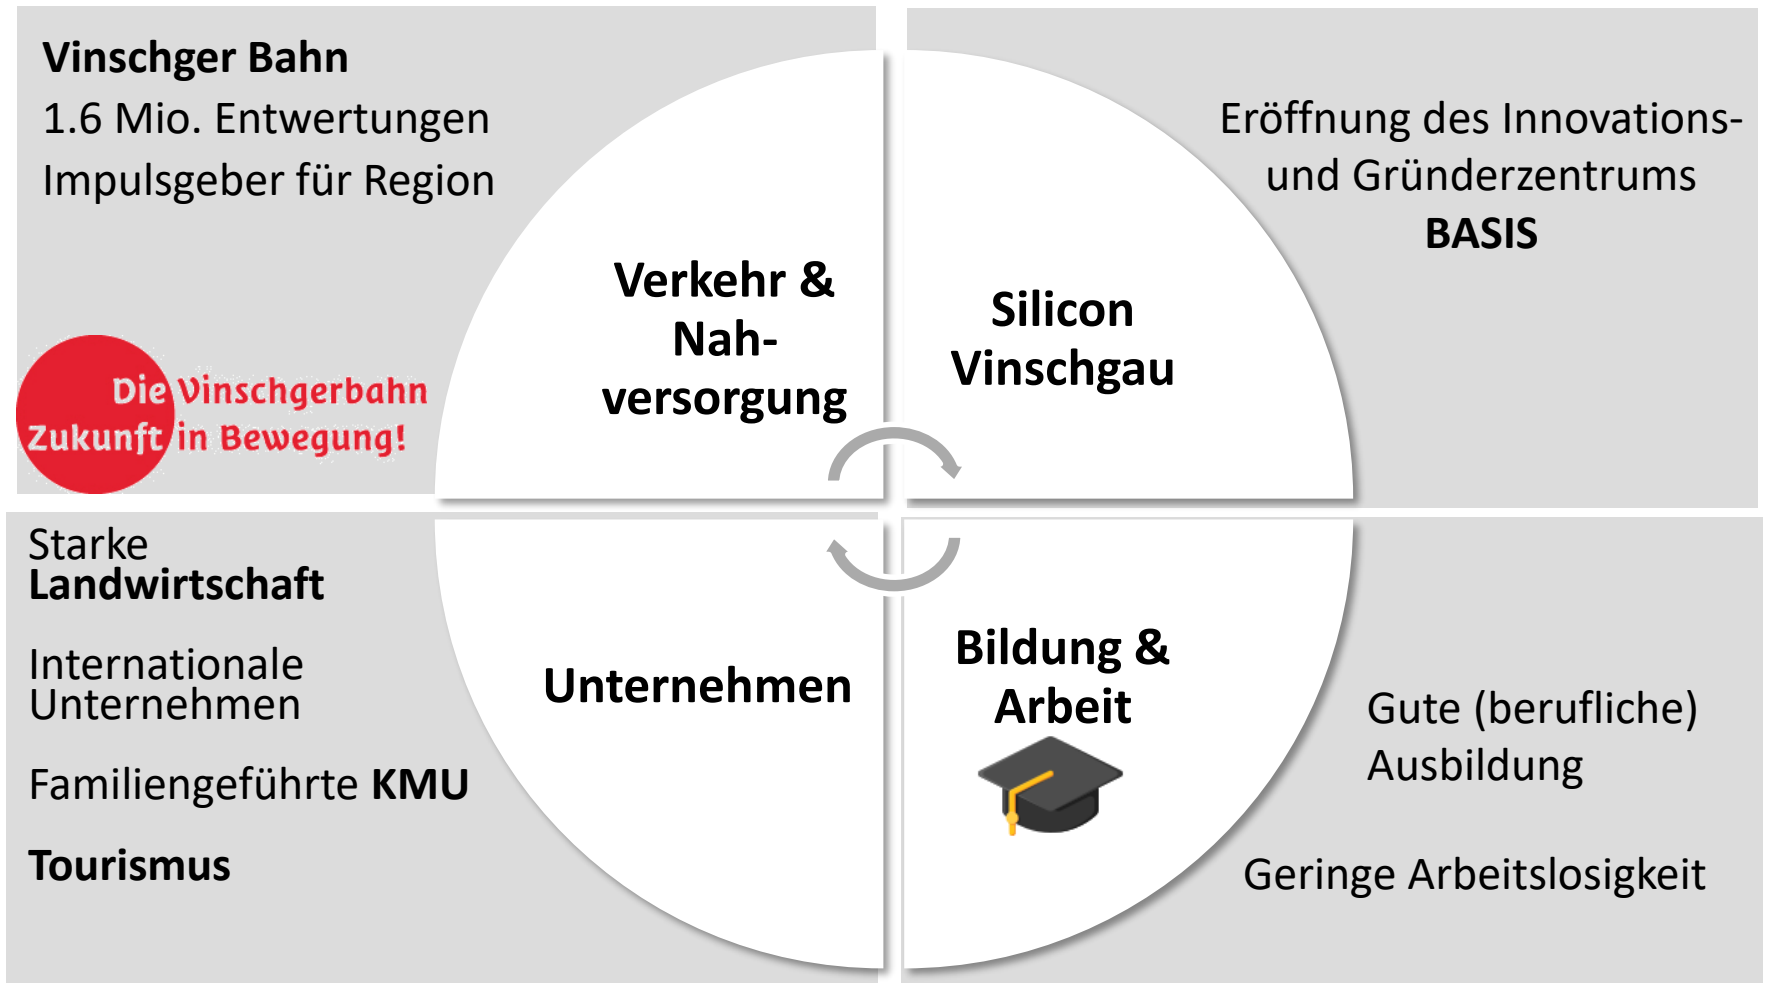 Vinschger Bahn
1.6 Mio. Entwertungen
Impulsgeber für Region
Die Vinschgerbahn
Zukunft in Bewegung!
Verkehr &
Nah-
versorgung
Eröffnung des Innovations-
und Gründerzentrums
BASIS
Silicon
Vinschgau
Starke
Landwirtschaft
Internationale
Unternehmen
Familiengeführte KMU
Tourismus
Unternehmen
Bildung &
Arbeit
Gute (berufliche)
Ausbildung
Geringe Arbeitslosigkeit